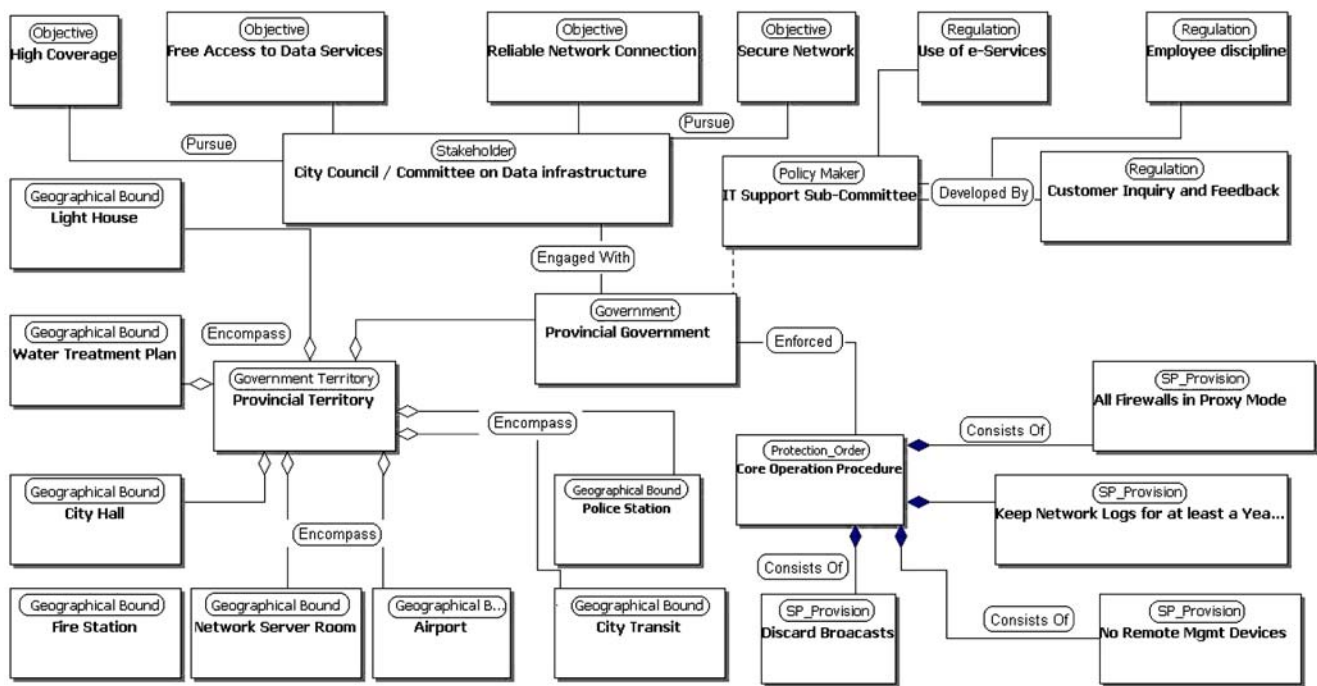 Objective
High Coverage
Objective
Free Access to Data Services
Objective
Reliable Network Connection
Objective
Secure Network
Regulation
Use of e-Services
Regulation
Employee discipline
Pursue
Pursue
Stakeholder
City Council / Committee on Data infrastructure
Policy Maker
IT Support Sub-Committee
Developed By
Regulation
Customer Inquiry and Feedback
Geographical Bound
Light House
Engaged With
Government
Provincial Government
Enforced
Geographical Bound
Water Treatment Plan
Encompass
Government Territory
Provincial Territory
Encompass
SP_Provision
All Firewalls in Proxy Mode
Consists Of
Protection_Order
Core Operation Procedure
Geographical Bound
City Hall
Geographical Bound
Police Station
SP_Provision
Keep Network Logs for at least a Yea...
Encompass
Consists Of
Geographical Bound
Fire Station
Geographical Bound
Network Server Room
Geographical B...
Airport
Geographical Bound
City Transit
SP_Provision
Discard Broacasts
Consists Of
SP_Provision
No Remote Mgmt Devices